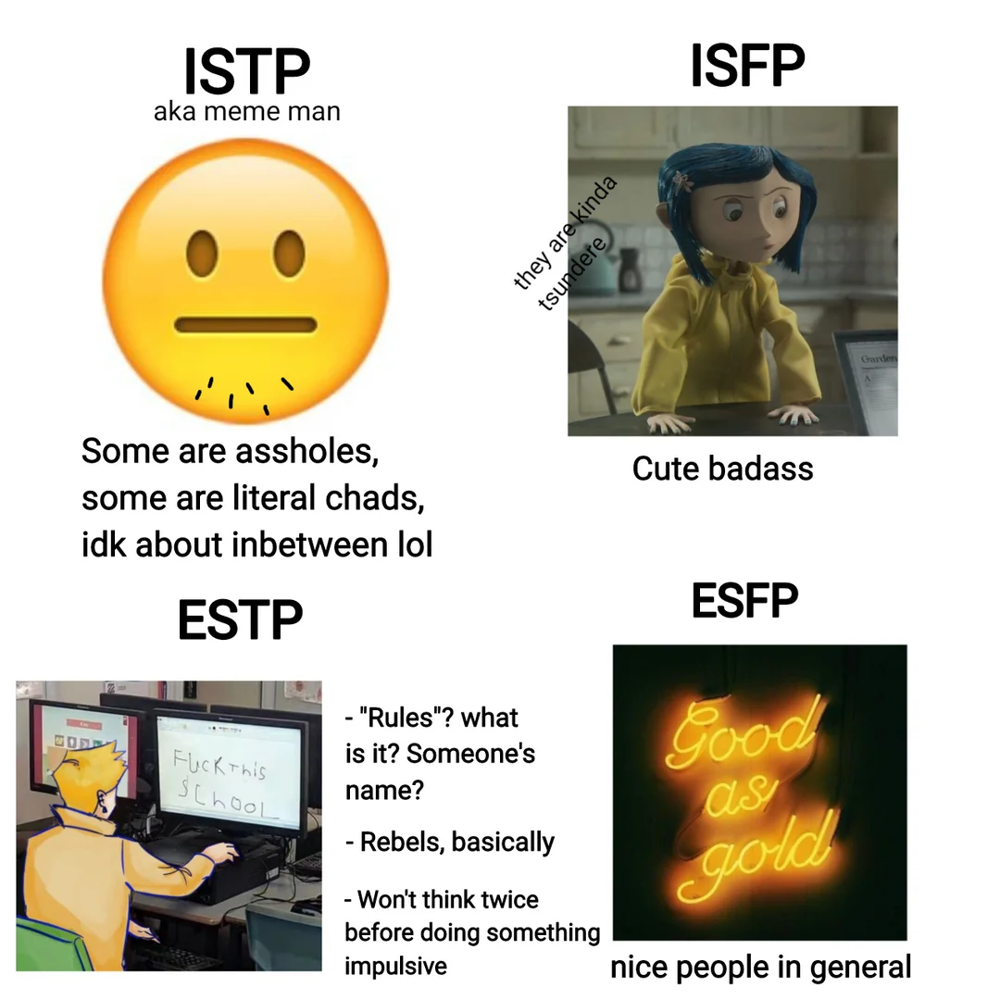 ISTP
aka meme man
Some are assholes,
some are literal chads,
idk about inbetween lol
ISFP
they are kinda
tsundere
Garden
A
Cute badass
ESTP
FUCK THIS
SCHOOL
- "Rules"? what
is it? Someone's
name?
- Rebels, basically
- Won't think twice
before doing something
impulsive
ESFP
Good
as
gold
nice people in general